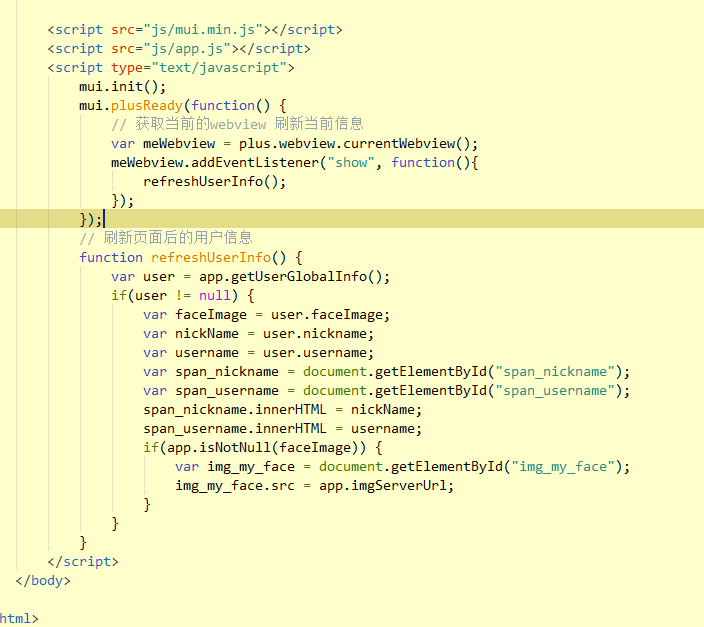 <script src="js/mui.min.js"></script>
<script src="js/app.js"></script>
<script type="text/javascript">
mui.init();
mui.plusReady(function() {
// 获取当前的webview 刷新当前信息
var meWebview = plus.webview.currentWebview();
meWebview.addEventListener("show", function(){
refreshUserInfo();
});
});
// 刷新页面后的用户信息
function refreshUserInfo() {
var user = app.getUserGlobalInfo();
if(user != null) {
var faceImage = user.faceImage;
var nickName = user.nickname;
var username = user.username;
var span_nickname = document.getElementById("span_nickname");
var span_username = document.getElementById("span_username");
span_nickname.innerHTML = nickName;
span_username.innerHTML = username;
if(app.isNotNull(faceImage)) {
var img_my_face = document.getElementById("img_my_face");
img_my_face.src = app.imgServerUrl;
}
}
}
</script>
</body>
html>